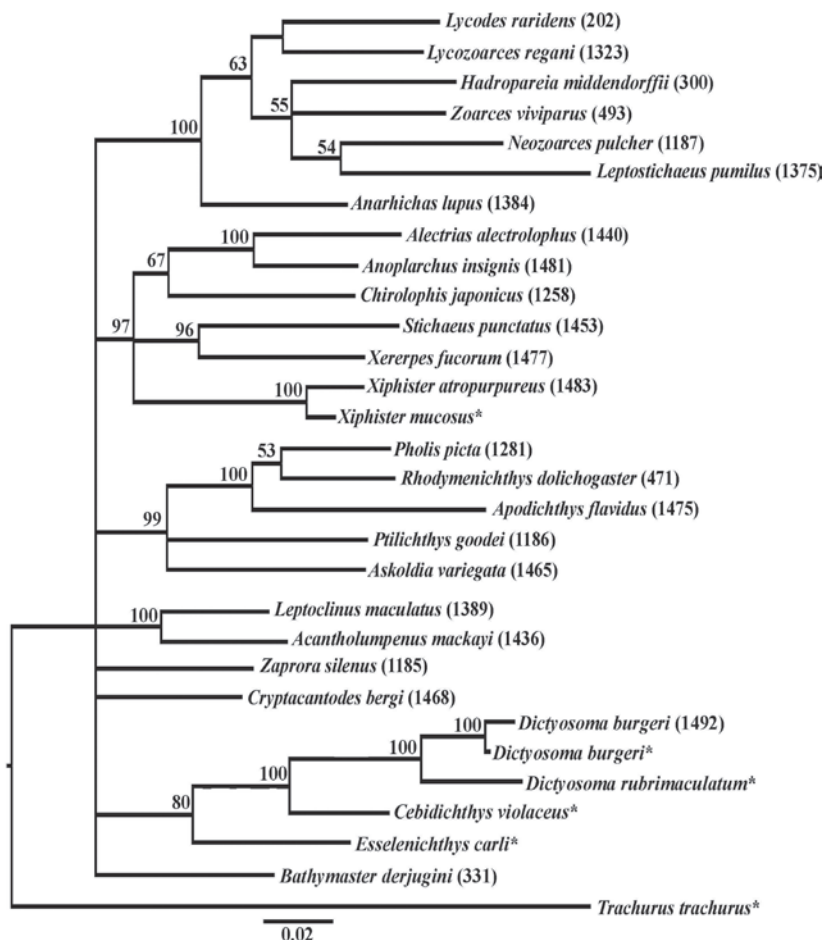 Lycodes raridens (202)
63
Lycozoarces regani (1323)
Hadropareia middendorffii (300)
55
Zoarces viviparus (493)
100
Neozoarces pulcher (1187)
54
Leptostichaeus pumilus (1375)
Anarhichas lupus (1384)
100
Alectrias alectrolophus (1440)
67
Anoplarchus insignis (1481)
Chirolophis japonicus (1258)
97
96
Stichaeus punctatus (1453)
Xererpes fucorum (1477)
100
Xiphister atropurpureus (1483)
Xiphister mucosus*
53
Pholis picta (1281)
100
Rhodymenichthys dolichogaster (471)
Apodichthys flavidus (1475)
99
Ptilichthys goodei (1186)
Askoldia variegata (1465)
100
Leptoclinus maculatus (1389)
Acantholumpenus mackayi (1436)
Zaprora silenus (1185)
Cryptacantodes bergi (1468)
100
Dictyosoma burgeri (1492)
100
Dictyosoma burgeri*
100
Dictyosoma rubrimaculatum*
80
Cebidichthys violaceus*
Esselenichthys carli*
Bathymaster derjugini (331)
Trachurus trachurus*
0.02